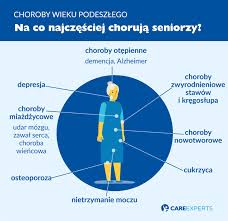 CHOROBY WIEKU PODESZŁEGO
Na co najczęściej chorują seniorzy?
choroby otępienne
demencja, Alzheimer
depresja
choroby
zwyrodnieniowe
stawów
i kręgosłupa
choroby
miażdżycowe
udar mózgu,
zawał serca,
choroba
wieńcowa
choroby
nowotworowe
cukrzyca
osteoporoza
nietrzymanie moczu
CAREEXPERTS